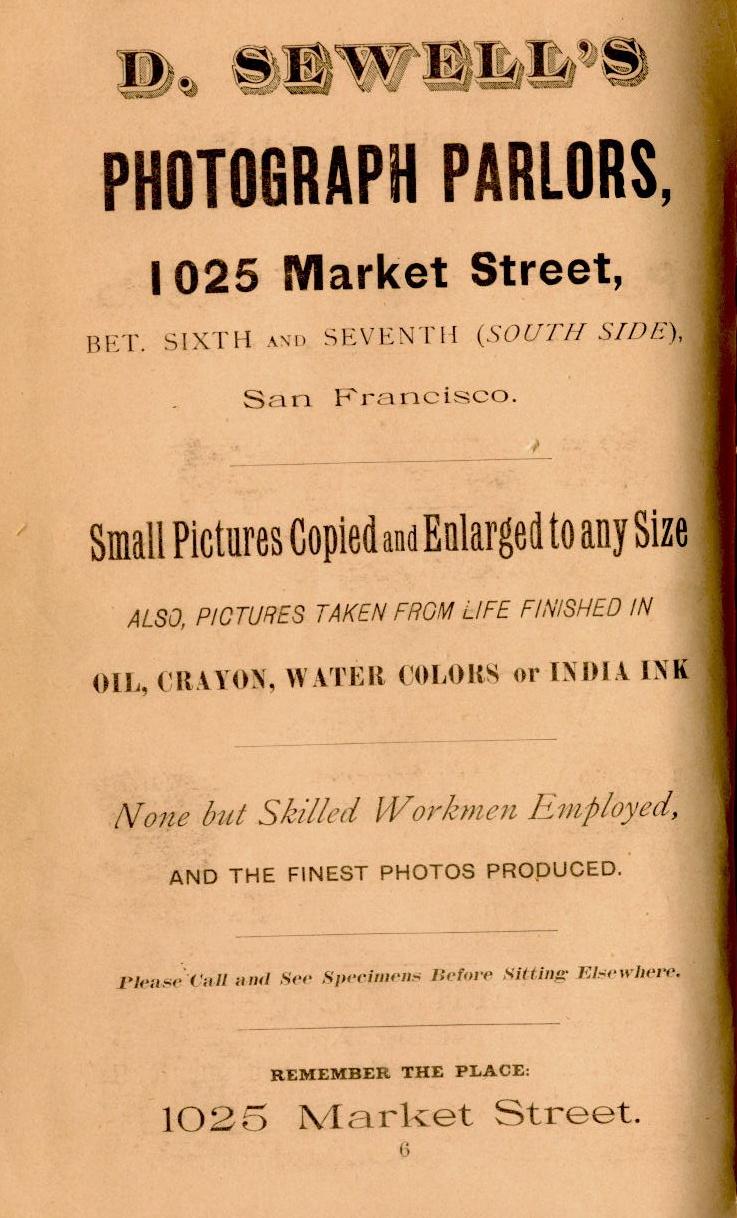 D. SEWELL'S
PHOTOGRAPH PARLORS,
1025 Market Street,
BET. SIXTH AND SEVENTH (SOUTH SIDE),
San Francisco.
Small Pictures Copied and Enlarged to any Size
ALSO, PICTURES TAKEN FROM LIFE FINISHED IN
OIL, CRAYON, WATER COLORS or INDIA INK
None but Skilled Workmen Employed,
AND THE FINEST PHOTOS PRODUCED.
Please Call and See Specimens Before Sitting Elsewhere.
REMEMBER THE PLACE:
1025 Market Street.
6